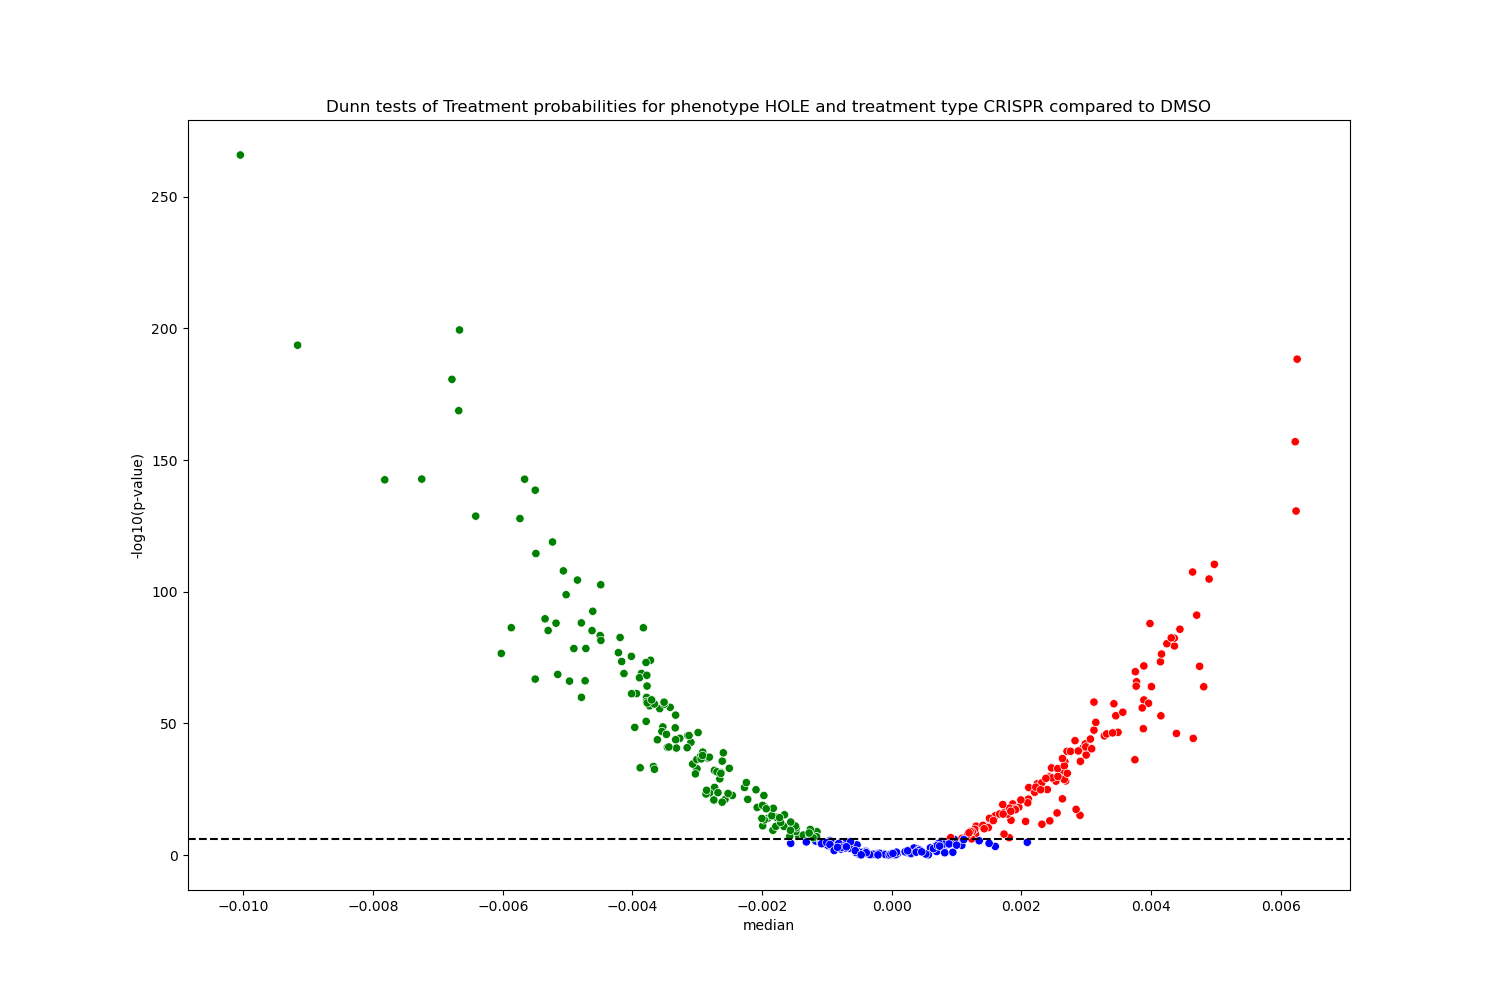 Dunn tests of Treatment probabilities for phenotype HOLE and treatment type CRISPR compared to DMSO
250
200
150
100
50
0
-log10(p-value)
−0.010 −0.008 −0.006 −0.004 −0.002 0.000 0.002 0.004 0.006
median